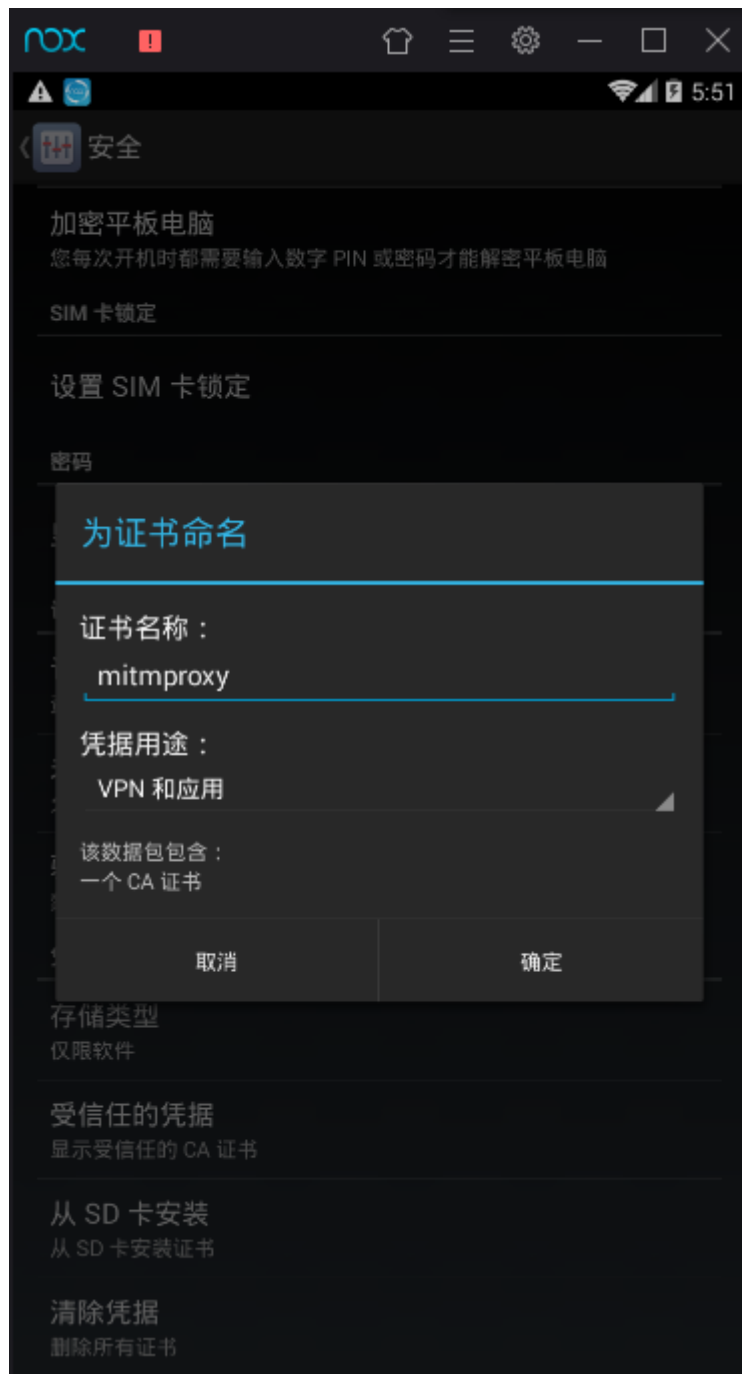 nox
5:51
安全
加密平板电脑
您每次开机时都需要输入数字 PIN 或密码才能解密平板电脑
SIM 卡锁定
设置 SIM 卡锁定
密码
为证书命名
证书名称：
mitmproxy
凭据用途：
VPN 和应用
该数据包包含：
一个 CA 证书
取消
确定
存储类型
仅限软件
受信任的凭据
显示受信任的 CA 证书
从 SD 卡安装
从 SD 卡安装证书
清除凭据
删除所有证书